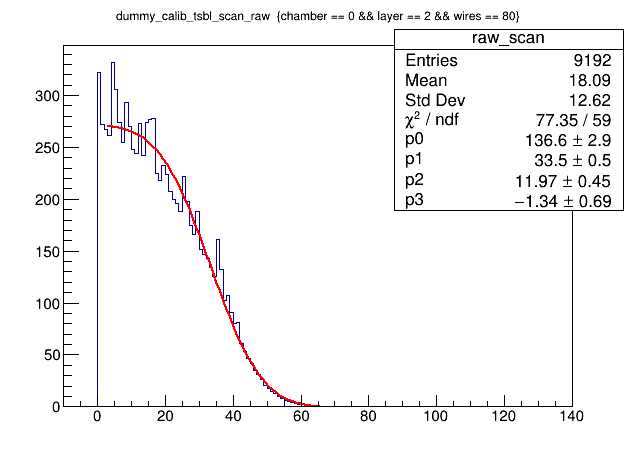 dummy_calib_tsbl_scan_raw {chamber == 0 && layer == 2 && wires == 80}
raw_scan
Entries 9192
Mean 18.09
Std Dev 12.62
χ² / ndf 77.35 / 59
p0 136.6 ± 2.9
p1 33.5 ± 0.5
p2 11.97 ± 0.45
p3 −1.34 ± 0.69
300
250
200
150
100
50
0
0 20 40 60 80 100 120 140